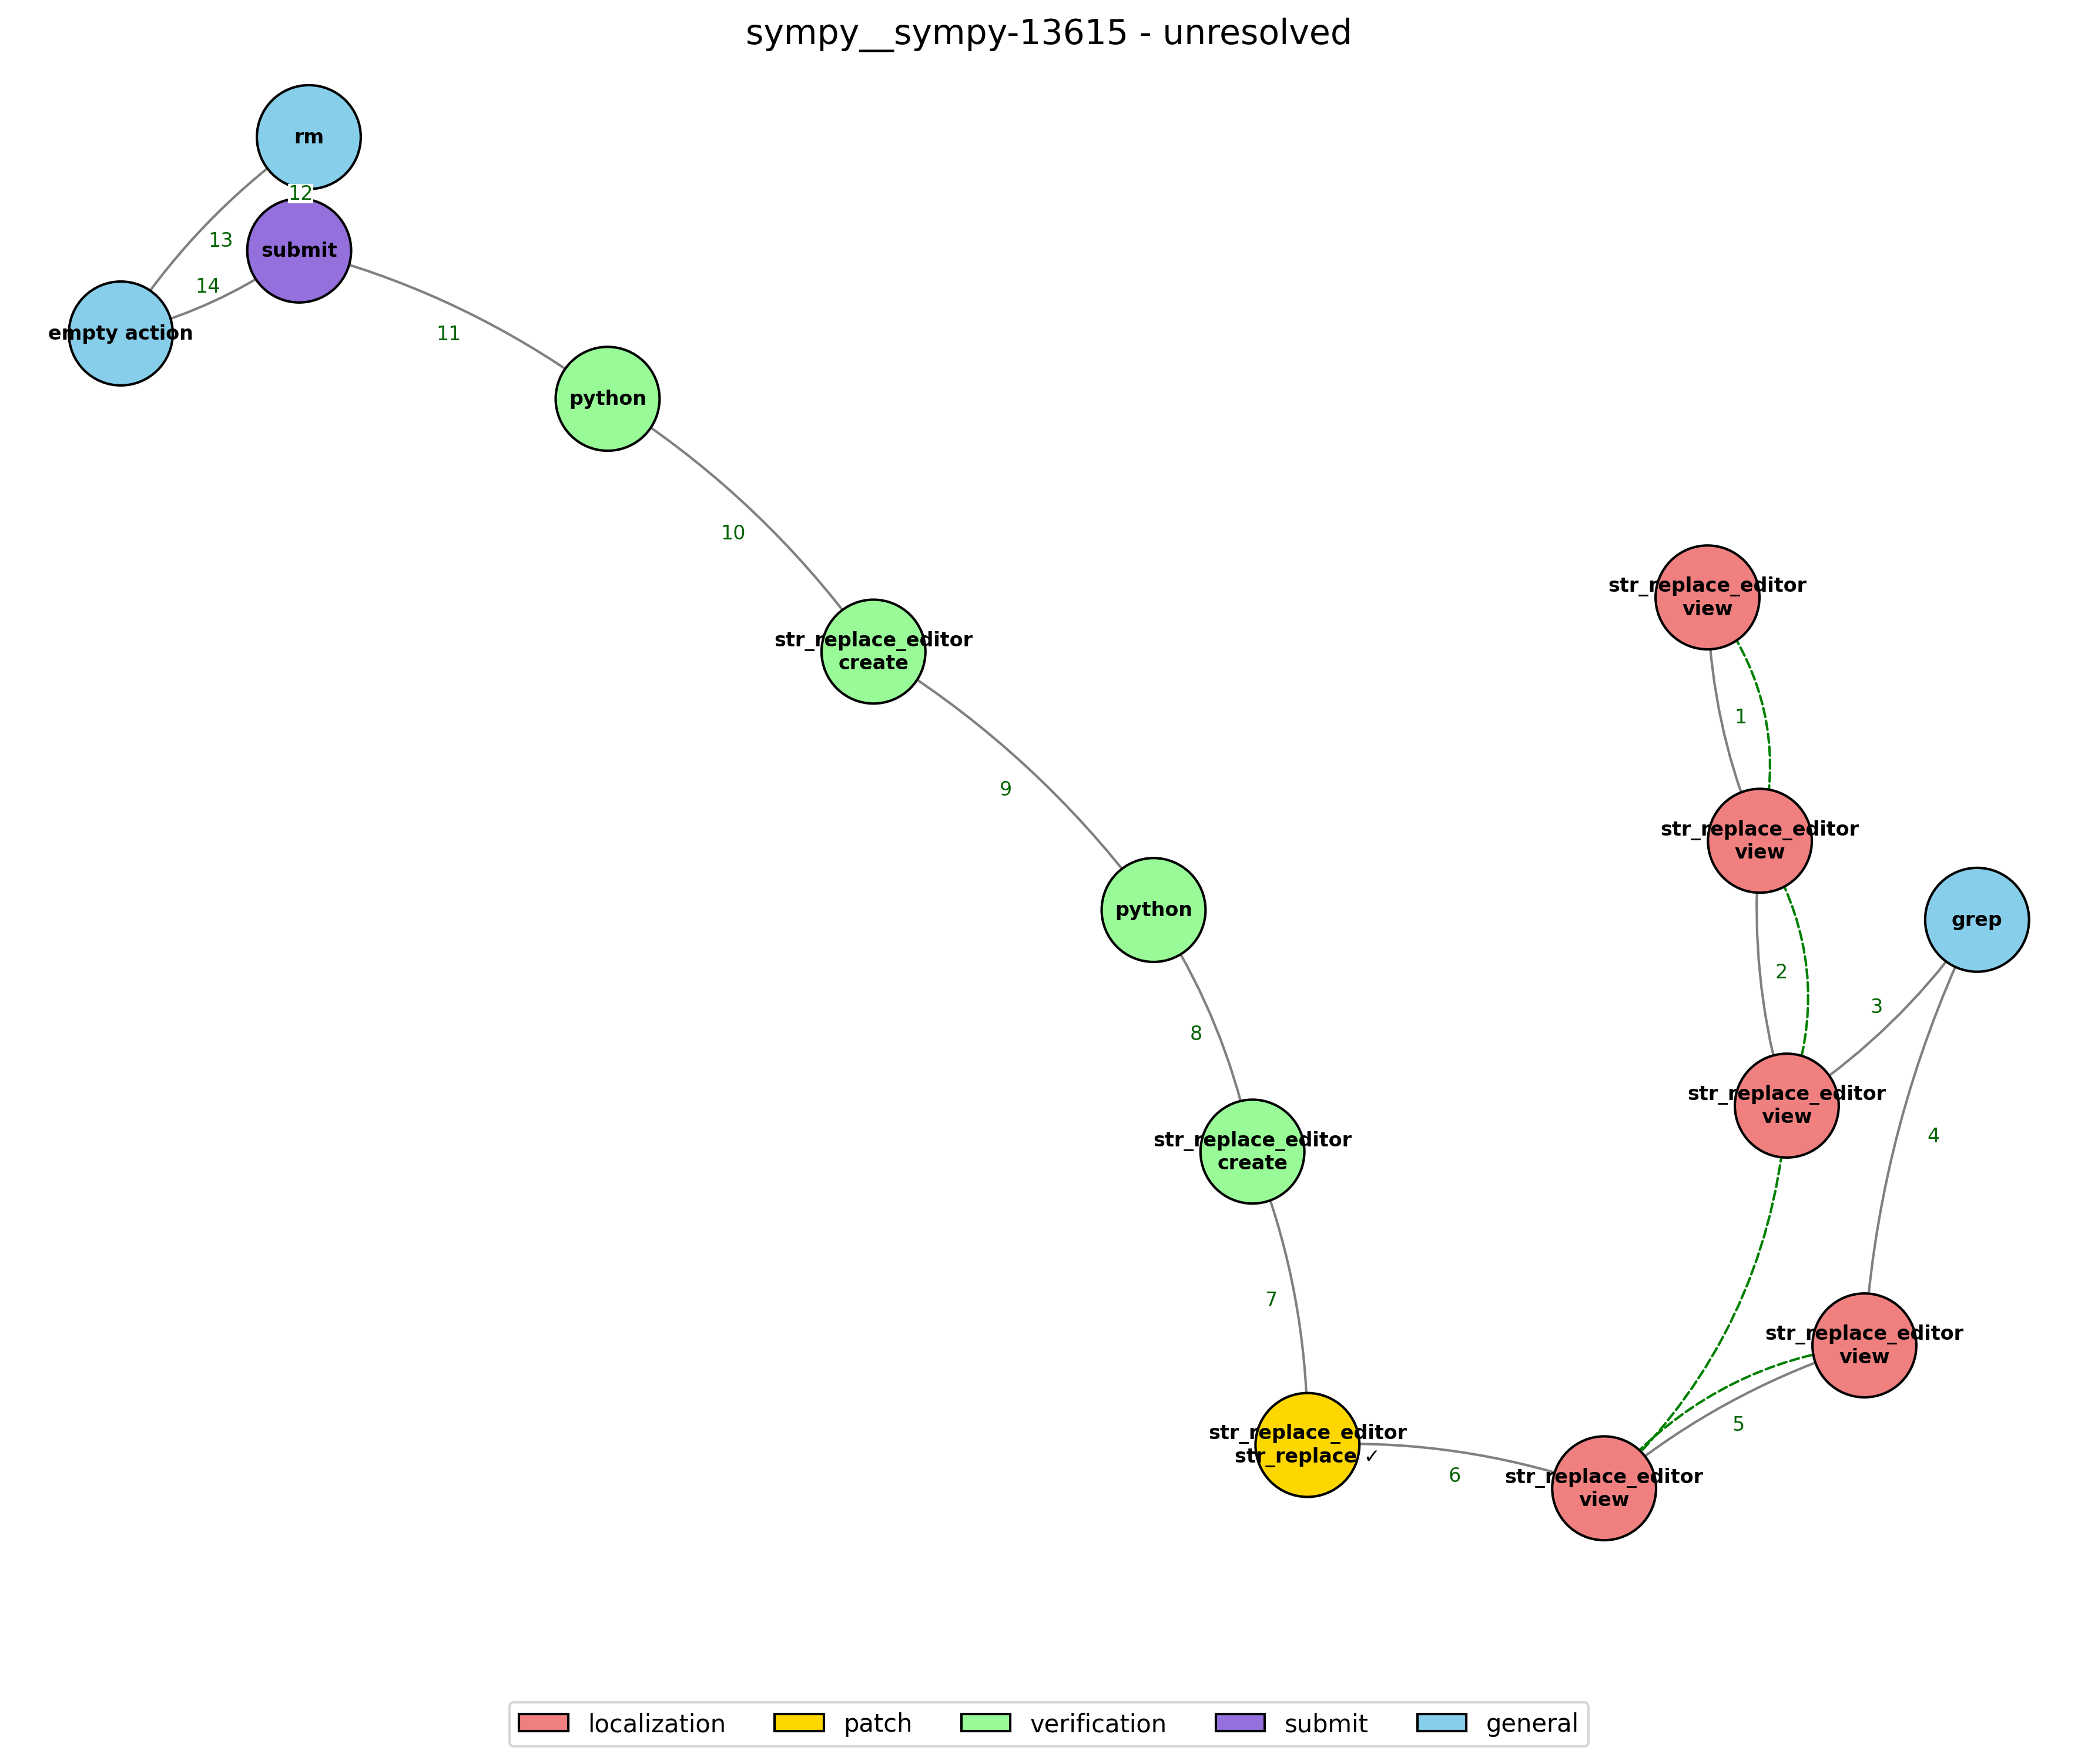 sympy__sympy-13615 - unresolved
rm
12
submit
13
14
empty action
11
python
10
str_replace_editor
view
1
str_replace_editor
create
9
str_replace_editor
view
python
grep
2
3
8
str_replace_editor
view
4
str_replace_editor
create
7
str_replace_editor
view
5
str_replace_editor
str_replace ✓
6
str_replace_editor
view
localization
patch
verification
submit
general